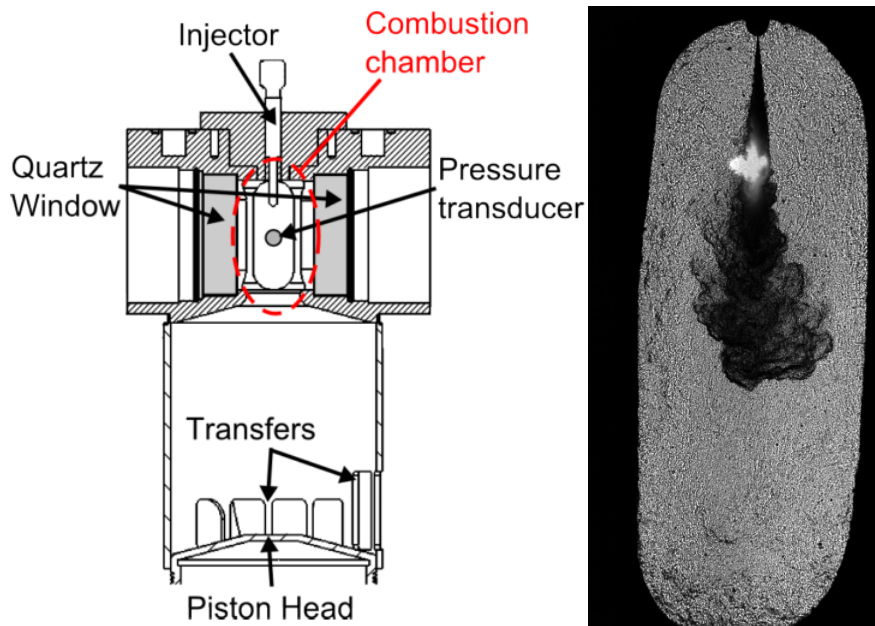 Injector
Combustion
chamber
Quartz
Window
Pressure
transducer
Transfers
Piston Head